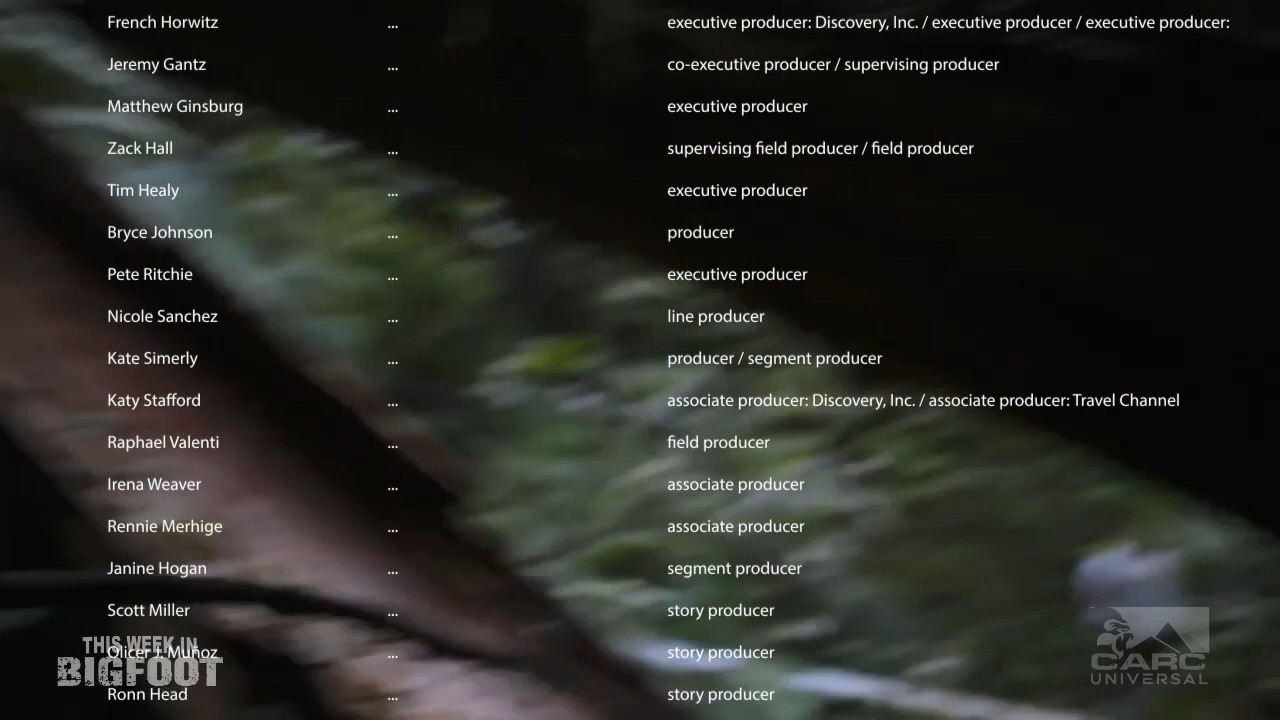 French Horwitz ... executive producer: Discovery, Inc. / executive producer / executive producer:
Jeremy Gantz ... co-executive producer / supervising producer
Matthew Ginsburg ... executive producer
Zack Hall ... supervising field producer / field producer
Tim Healy ... executive producer
Bryce Johnson ... producer
Pete Ritchie ... executive producer
Nicole Sanchez ... line producer
Kate Simerly ... producer / segment producer
Katy Stafford ... associate producer: Discovery, Inc. / associate producer: Travel Channel
Raphael Valenti ... field producer
Irena Weaver ... associate producer
Rennie Merhige ... associate producer
Janine Hogan ... segment producer
Scott Miller ... story producer
Olicer J. Muñoz ... story producer
Ronn Head ... story producer
THIS WEEK IN
BIGFOOT
CARC
UNIVERSAL